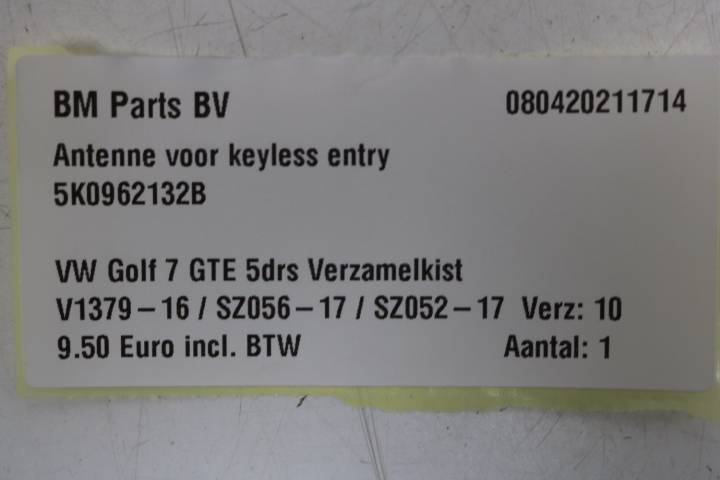 BM Parts BV 080420211714
Antenne voor keyless entry
5K0962132B
VW Golf 7 GTE 5drs Verzamelkist
V1379-16 / SZ056-17 / SZ052-17 Verz: 10
9.50 Euro incl. BTW Aantal: 1